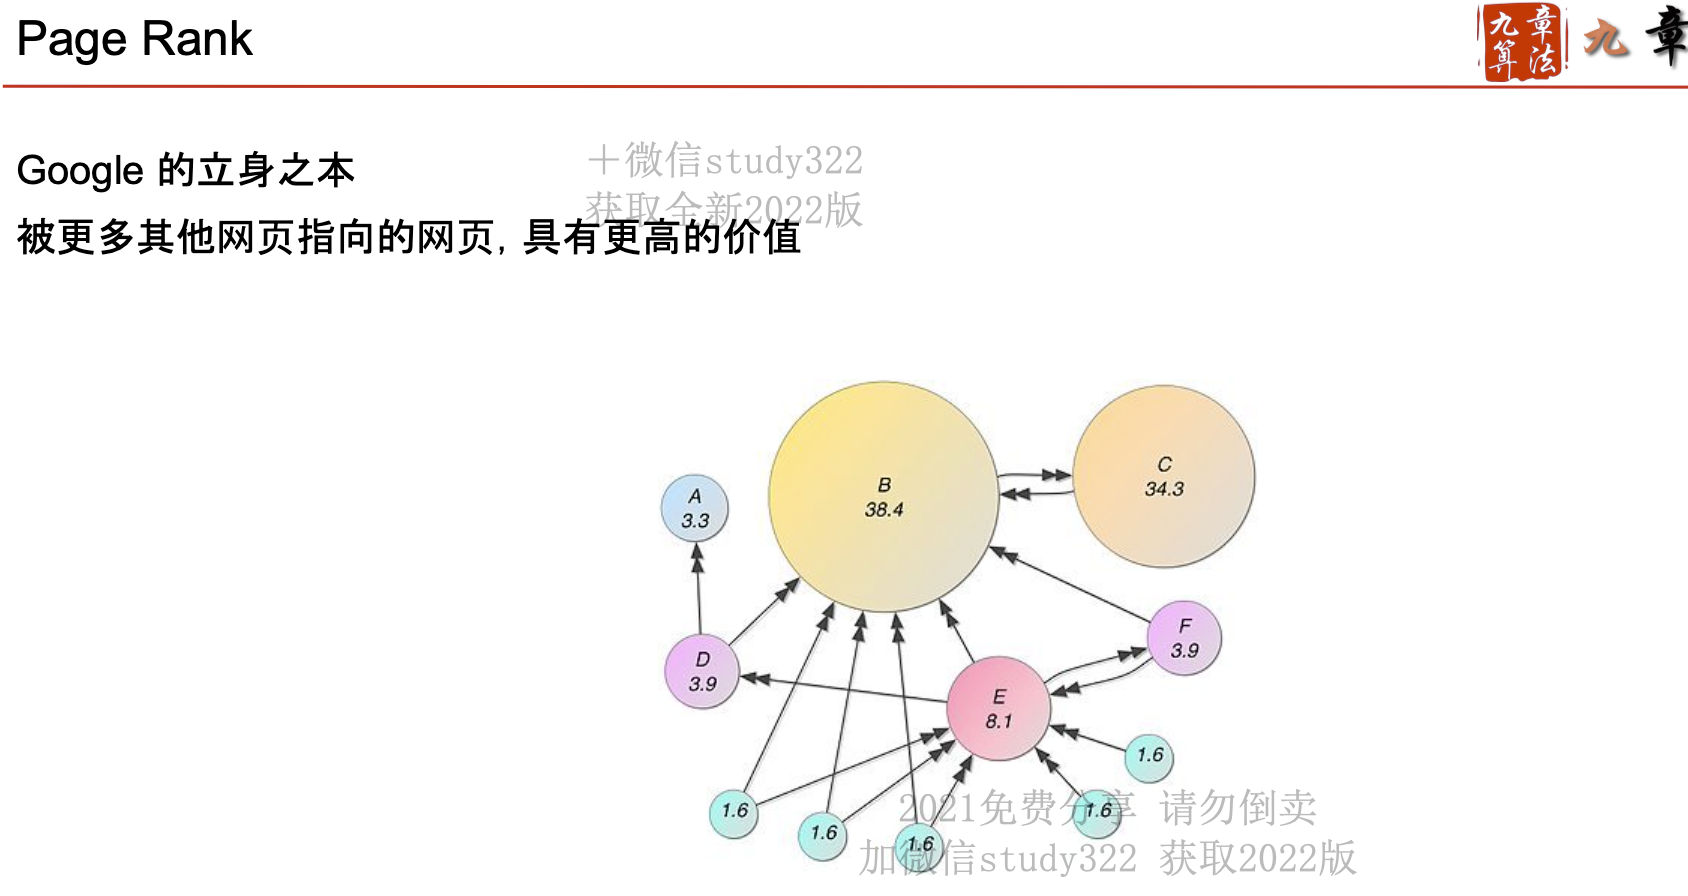 Page Rank
九章
算法
九章
Google 的立身之本
+微信study322
获取全新2022版
被更多其他网页指向的网页，具有更高的价值
B
38.4
C
34.3
A
3.3
F
3.9
D
3.9
E
8.1
1.6
1.6
1.6
1.6
1.6
2021免费分享 请勿倒卖
加微信study322 获取2022版